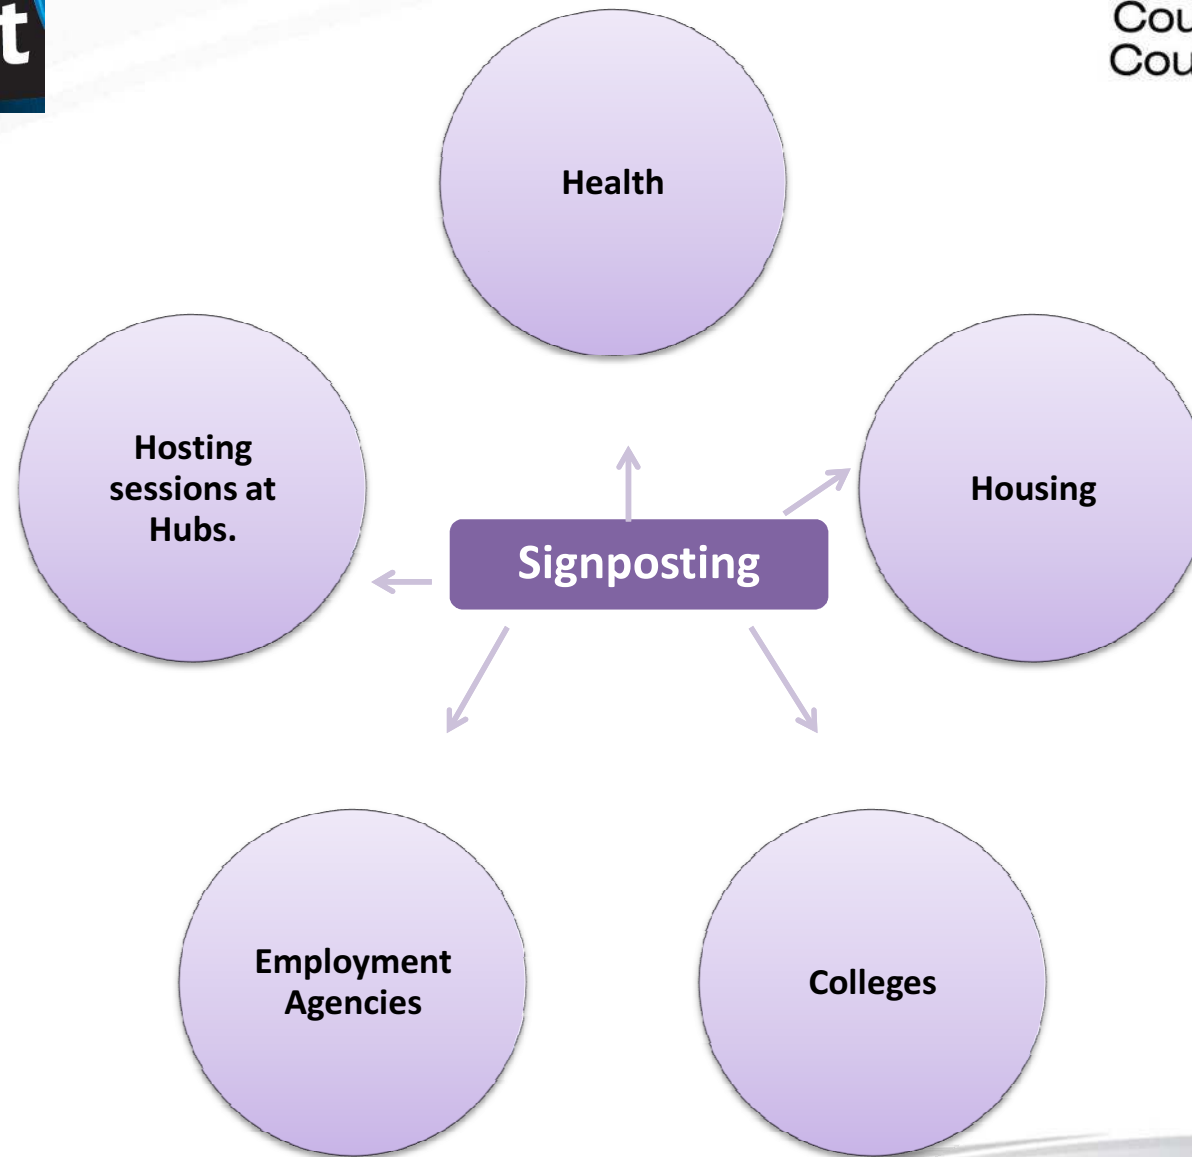 Health
Hosting
sessions at
Hubs.
Housing
Signposting
Employment
Agencies
Colleges